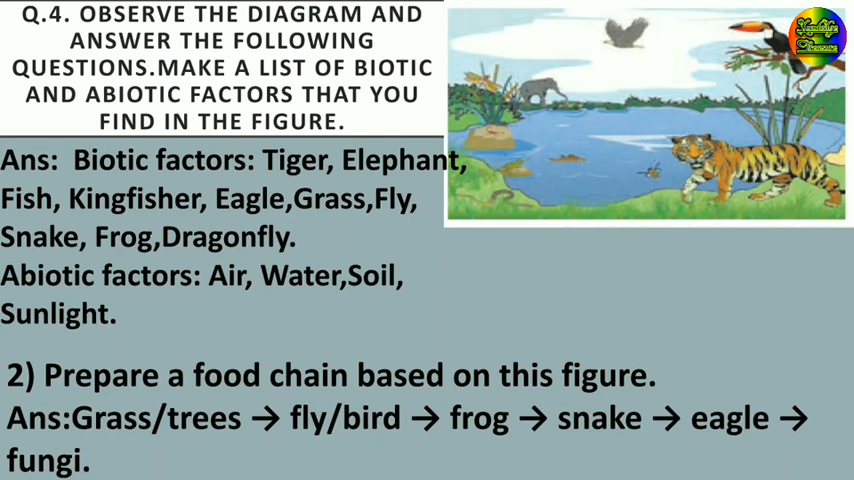 Q.4. OBSERVE THE DIAGRAM AND
ANSWER THE FOLLOWING
QUESTIONS.MAKE A LIST OF BIOTIC
AND ABIOTIC FACTORS THAT YOU
FIND IN THE FIGURE.
Ans:  Biotic factors: Tiger, Elephant,
Fish, Kingfisher, Eagle,Grass,Fly,
Snake, Frog,Dragonfly.
Abiotic factors: Air, Water,Soil,
Sunlight.
2) Prepare a food chain based on this figure.
Ans:Grass/trees → fly/bird → frog → snake → eagle →
fungi.